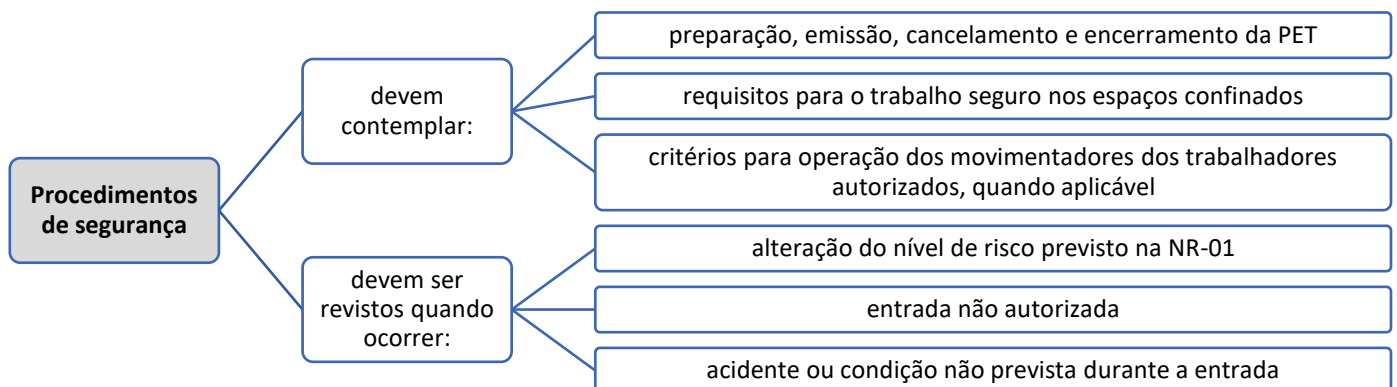 Procedimentos
de segurança
devem
contemplar:
preparação, emissão, cancelamento e encerramento da PET
requisitos para o trabalho seguro nos espaços confinados
critérios para operação dos movimentadores dos trabalhadores
autorizados, quando aplicável
devem ser
revistos quando
ocorrer:
alteração do nível de risco previsto na NR-01
entrada não autorizada
acidente ou condição não prevista durante a entrada